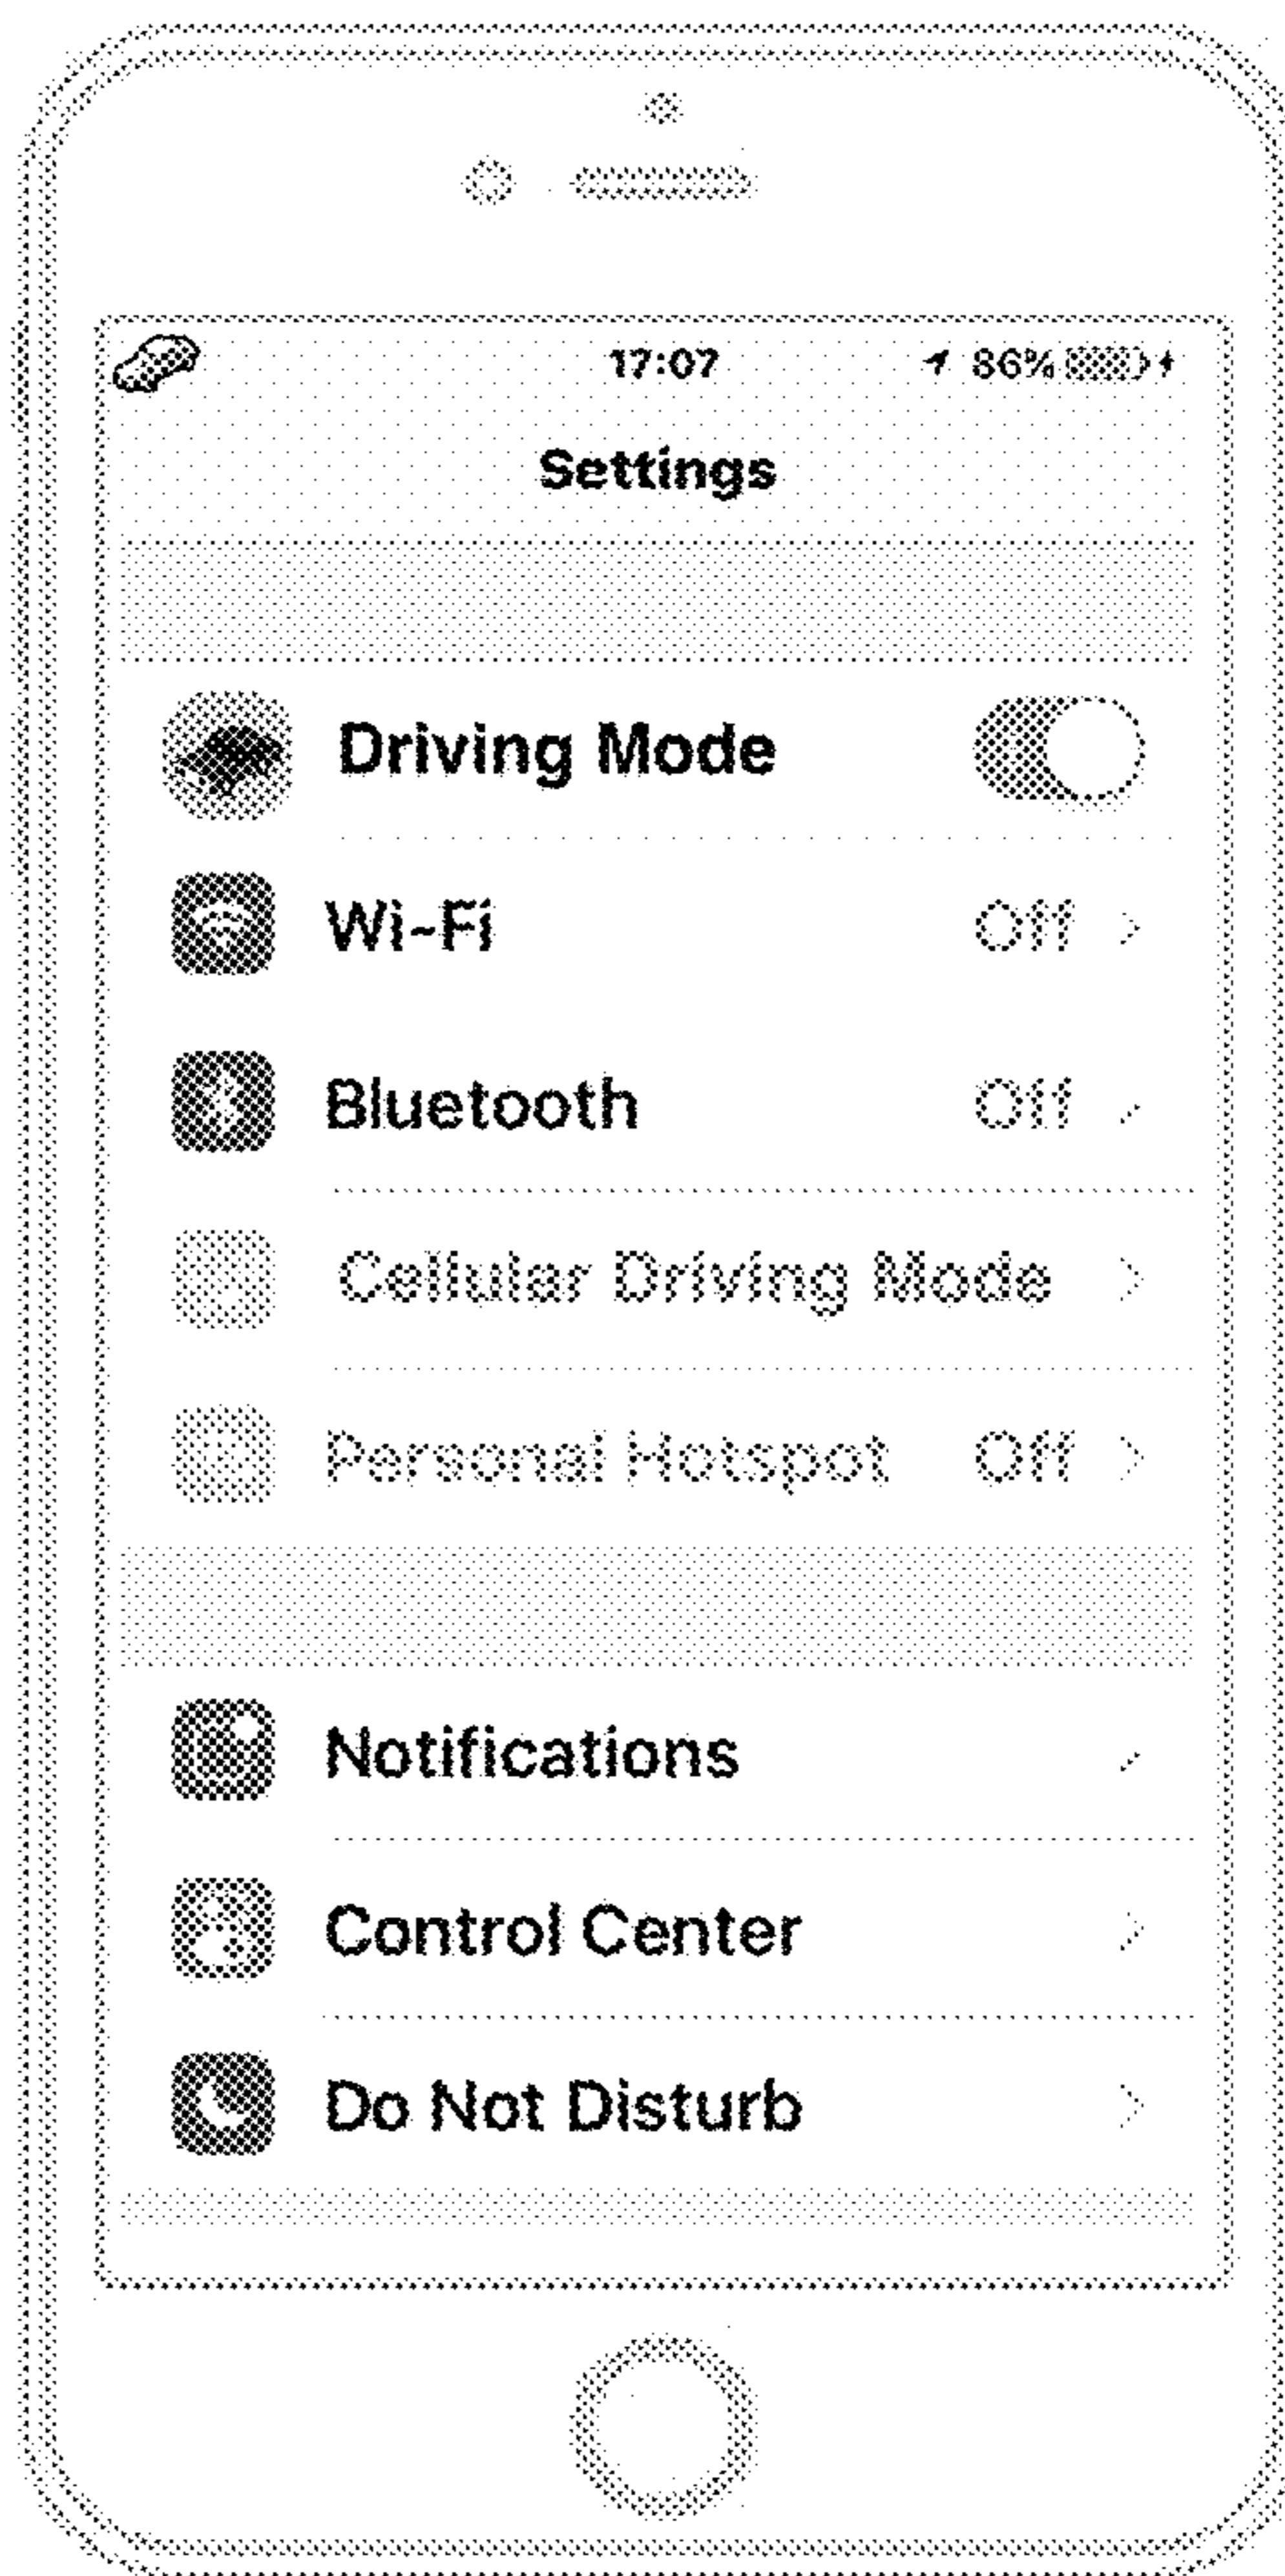 17:07 86%
Settings
Driving Mode
Wi-Fi Off
Bluetooth Off
Cellular Driving Mode
Personal Hotspot Off
Notifications
Control Center
Do Not Disturb